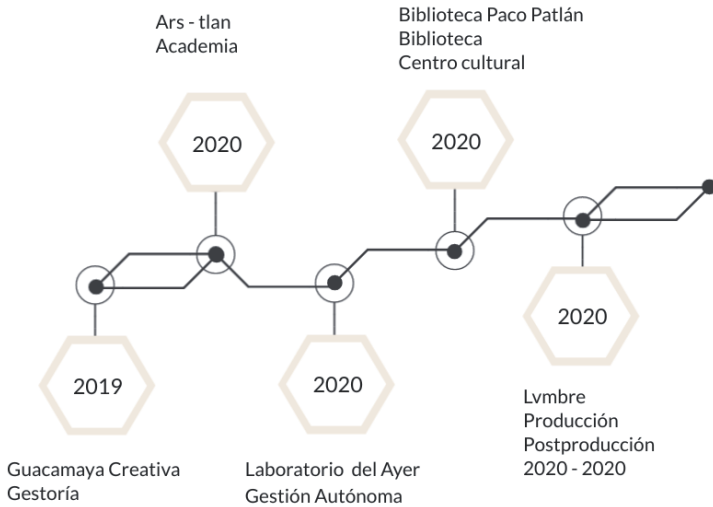 Ars - tlan
Academia
2020
Biblioteca Paco Patlán
Biblioteca
Centro cultural
2020
2019
Guacamaya Creativa
Gestoría
2020
Laboratorio del Ayer
Gestión Autónoma
2020
Lvmbre
Producción
Postproducción
2020 - 2020